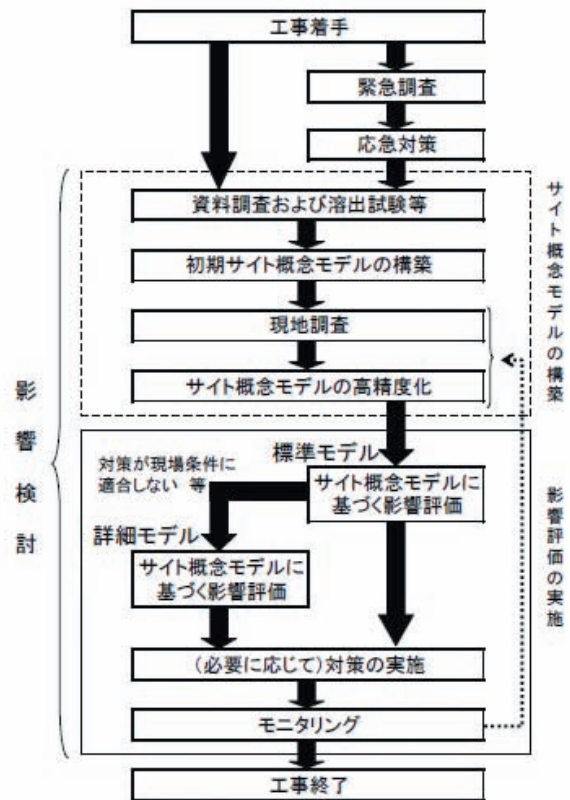 工事着手
緊急調査
応急対策
資料調査および溶出試験等
初期サイト概念モデルの構築
現地調査
サイト概念モデルの高精度化
サイト概念モデルの構築
影響検討
標準モデル
対策が現場条件に
適合しない 等
サイト概念モデルに
基づく影響評価
詳細モデル
サイト概念モデルに
基づく影響評価
影響評価の実施
(必要に応じて)対策の実施
モニタリング
工事終了